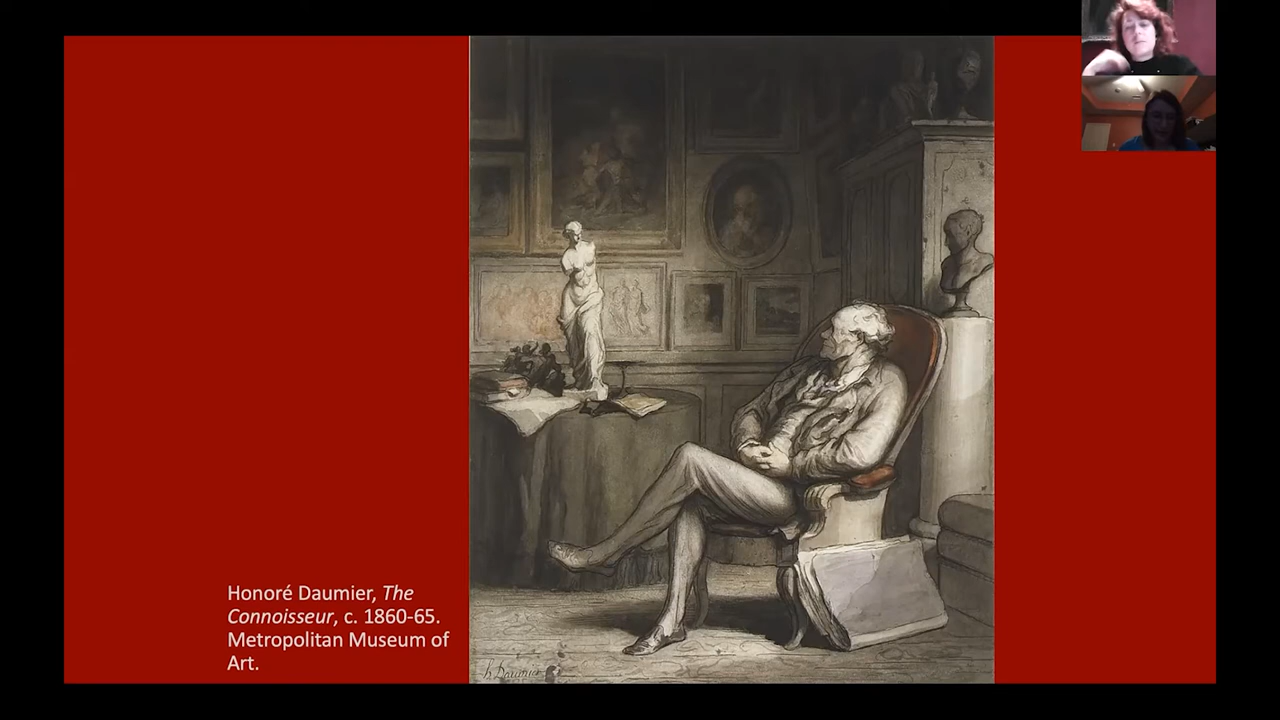 Honoré Daumier, The
Connoisseur, c. 1860-65.
Metropolitan Museum of
Art.
h. Daumier